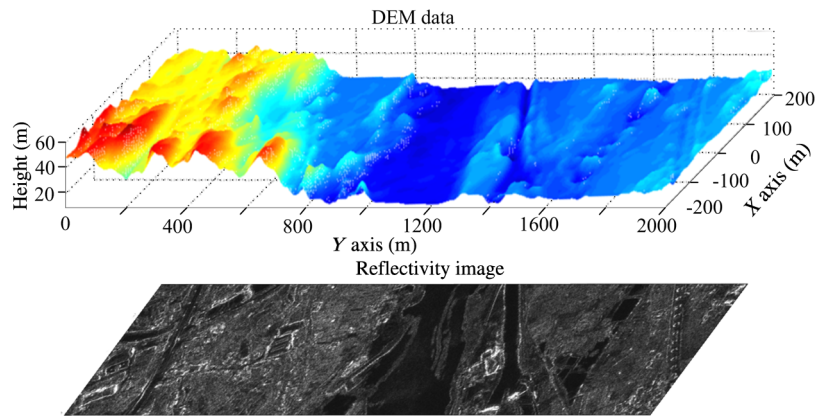 DEM data
60
40
20
Height (m)
0
400
800
1200
1600
2000
Y axis (m)
200
100
0
-100
-200
X axis (m)
Reflectivity image